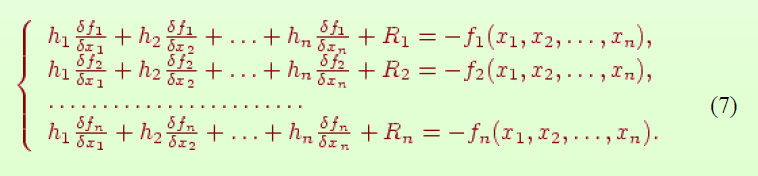 h₁ δf₁/δx₁ + h₂ δf₁/δx₂ + … + hₙ δf₁/δxₙ + R₁ = −f₁(x₁, x₂, …, xₙ),
h₁ δf₂/δx₁ + h₂ δf₂/δx₂ + … + hₙ δf₂/δxₙ + R₂ = −f₂(x₁, x₂, …, xₙ),
........................
(7)
h₁ δfₙ/δx₁ + h₂ δfₙ/δx₂ + … + hₙ δfₙ/δxₙ + Rₙ = −fₙ(x₁, x₂, …, xₙ).